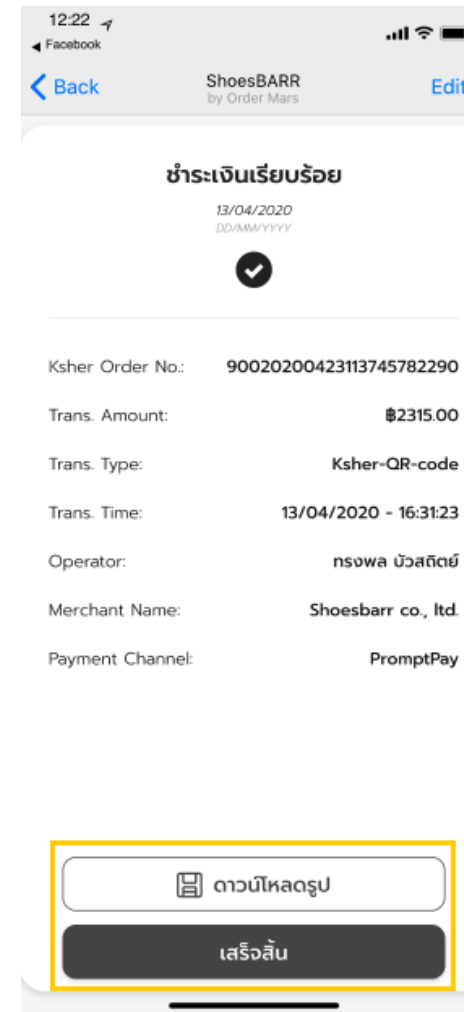 12:22
Facebook
Back
ShoesBARR
Edit
by Order Mars
ชำระเงินเรียบร้อย
13/04/2020
DD/MM/YYYY
Ksher Order No.: 90020200423113745782290
Trans. Amount: ฿2315.00
Trans. Type: Ksher-QR-code
Trans. Time: 13/04/2020 - 16:31:23
Operator: ทรงพล บัวสถิตย์
Merchant Name: Shoesbarr co., ltd.
Payment Channel: PromptPay
ดาวน์โหลดรูป
เสร็จสิ้น